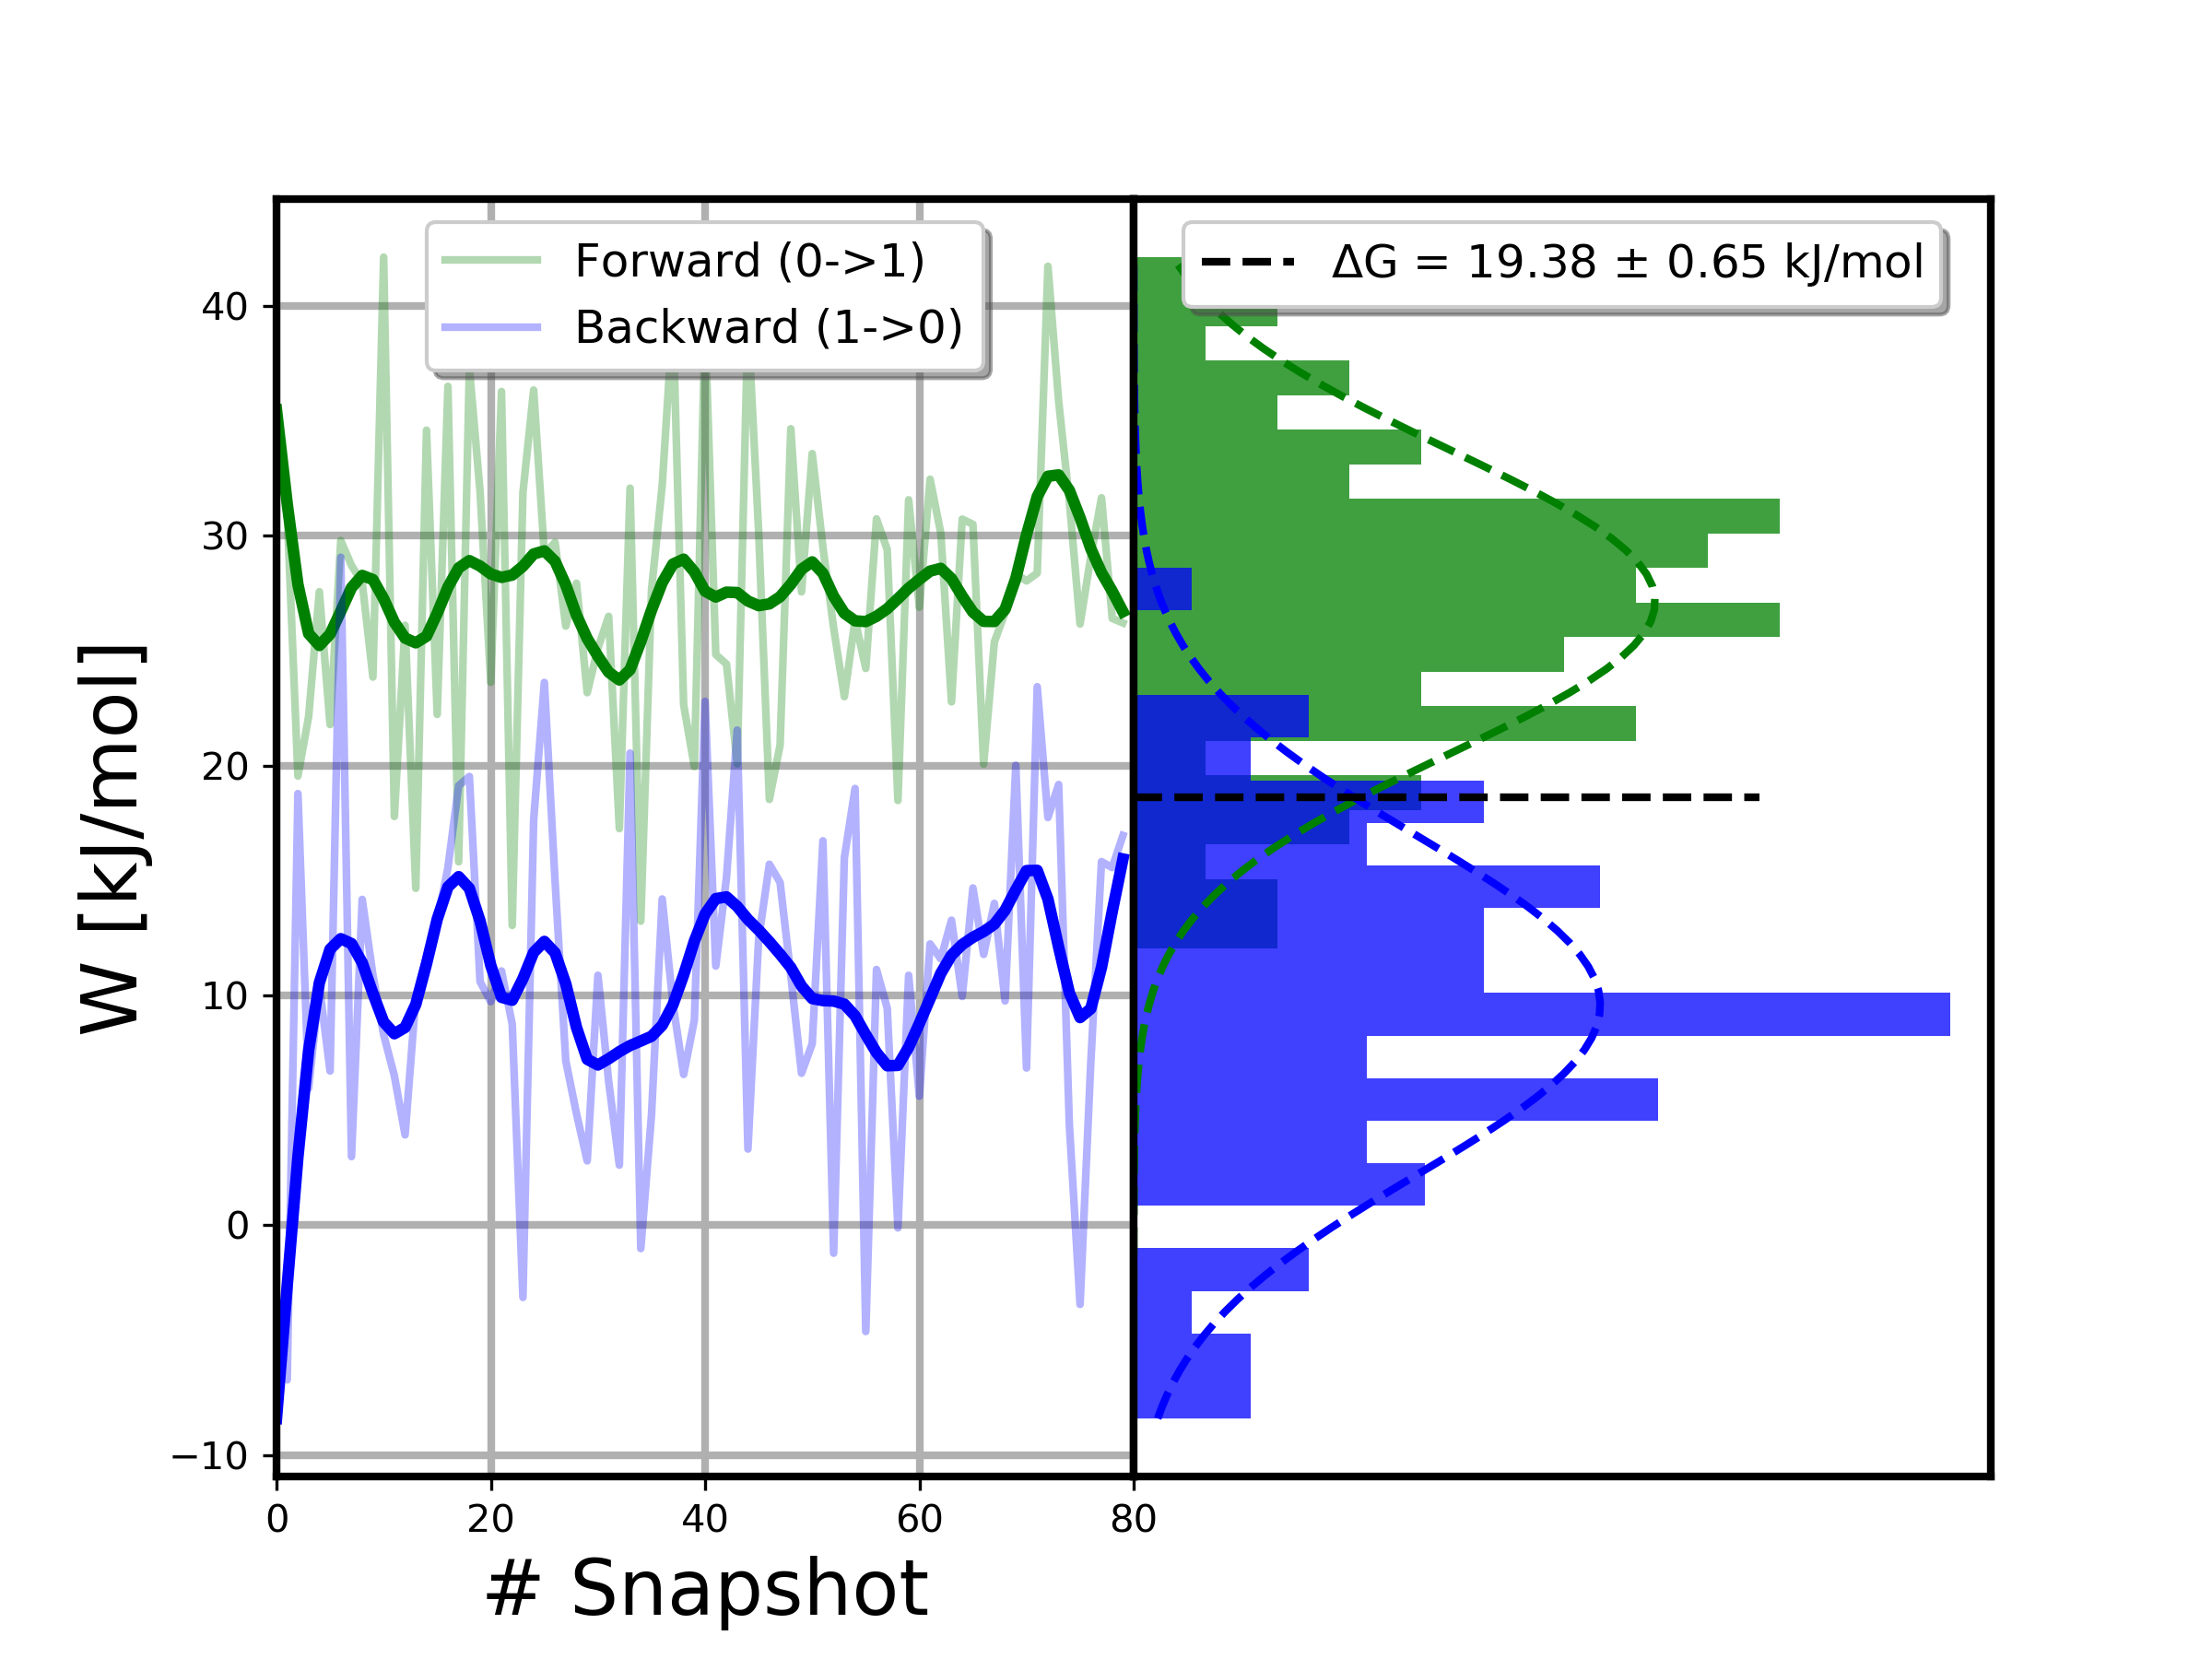 Forward (0->1)
Backward (1->0)
ΔG = 19.38 ± 0.65 kJ/mol
40
30
20
10
0
−10
W [kJ/mol]
0 20 40 60 80
# Snapshot